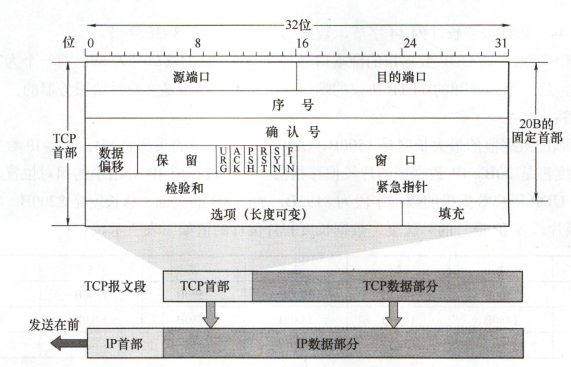 32位
位 0 8 16 24 31
源端口 目的端口
序 号
TCP首部
确 认 号
20B的固定首部
数据偏移 保 留 URG ACK PSH RST SYN FIN 窗 口
检验和 紧急指针
选项（长度可变） 填充
TCP报文段 TCP首部 TCP数据部分
发送在前
IP首部 IP数据部分